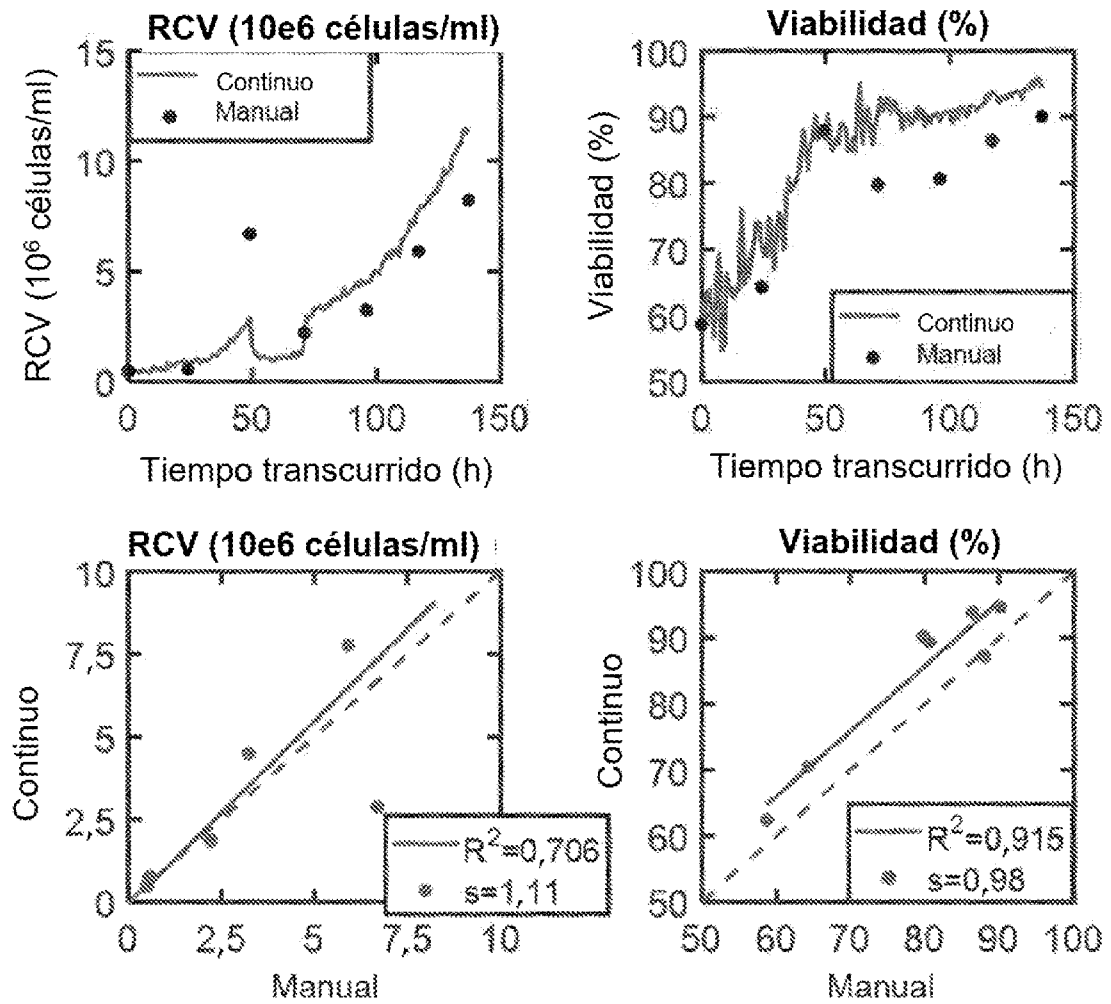 RCV (10e6 células/ml)
15
10
5
0
RCV (10⁶ células/ml)
Continuo
Manual
0 50 100 150
Tiempo transcurrido (h)
Viabilidad (%)
100
90
80
70
60
50
Viabilidad (%)
Continuo
Manual
0 50 100 150
Tiempo transcurrido (h)
RCV (10e6 células/ml)
10
7,5
5
2,5
0
Continuo
R²=0,706
s=1,11
0 2,5 5 7,5 10
Manual
Viabilidad (%)
100
90
80
70
60
50
Continuo
R²=0,915
s=0,98
50 60 70 80 90 100
Manual